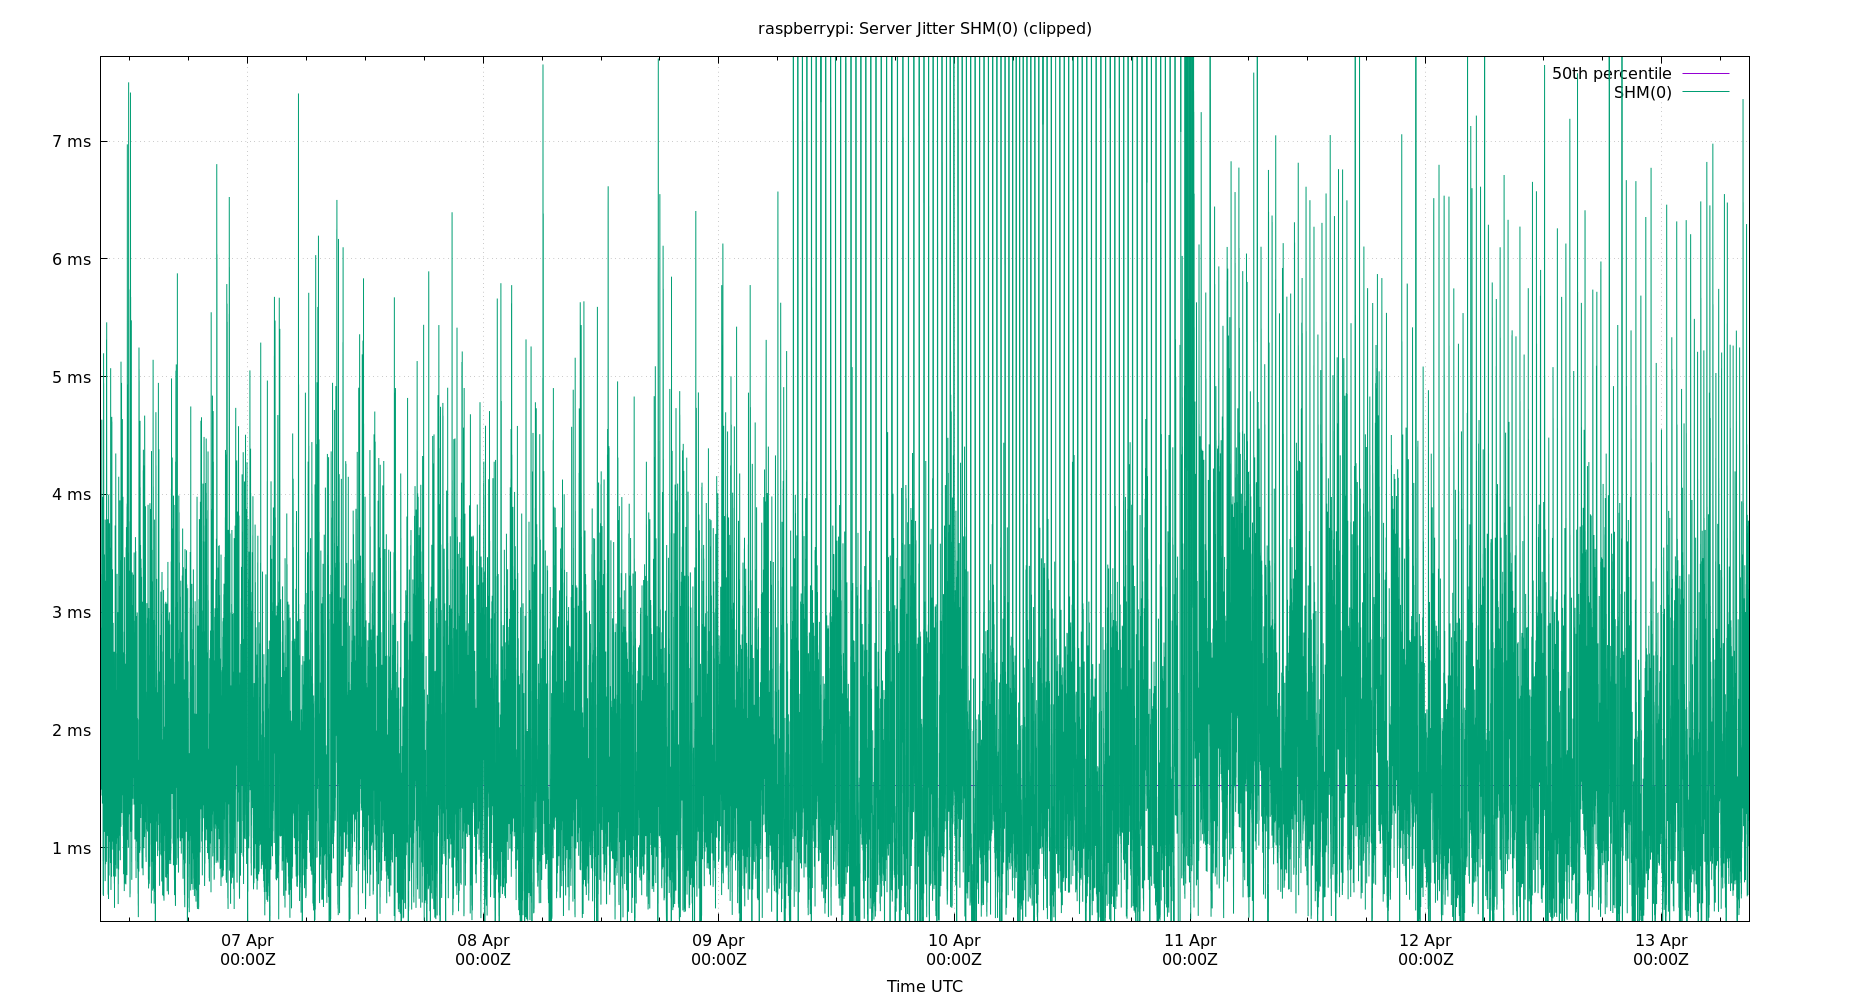 raspberrypi: Server Jitter SHM(0) (clipped)
50th percentile
SHM(0)
7 ms
6 ms
5 ms
4 ms
3 ms
2 ms
1 ms
07 Apr 08 Apr 09 Apr 10 Apr 11 Apr 12 Apr 13 Apr
00:00Z 00:00Z 00:00Z 00:00Z 00:00Z 00:00Z 00:00Z
Time UTC